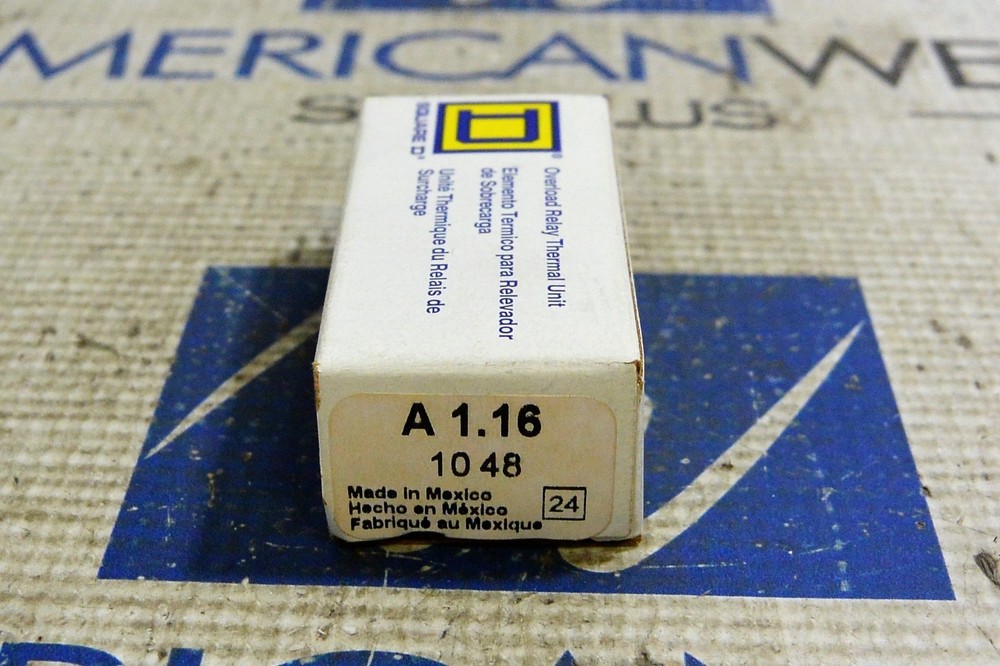 MERICANWE
S LUS
SQUARE D
Overload Relay Thermal Unit
Elemento Termico para Relevador
de Sobrecarga
Unité Thermique du Relais de
Surcharge
A 1.16
10 48
Made in Mexico
Hecho en México
Fabriqué au Mexique
24